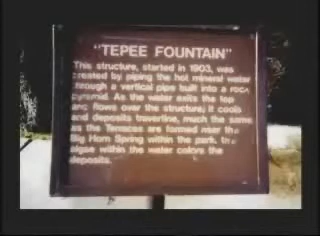 "TEPEE FOUNTAIN"
This structure, started in 1903, was
created by piping the hot mineral water
through a vertical pipe built into a rock
pyramid. As the water exits the top
and flows over the structure, it cools
and deposits travertine, much the same
as the Terraces are formed near the
Big Horn Spring within the park. The
algae within the water colors the
deposits.